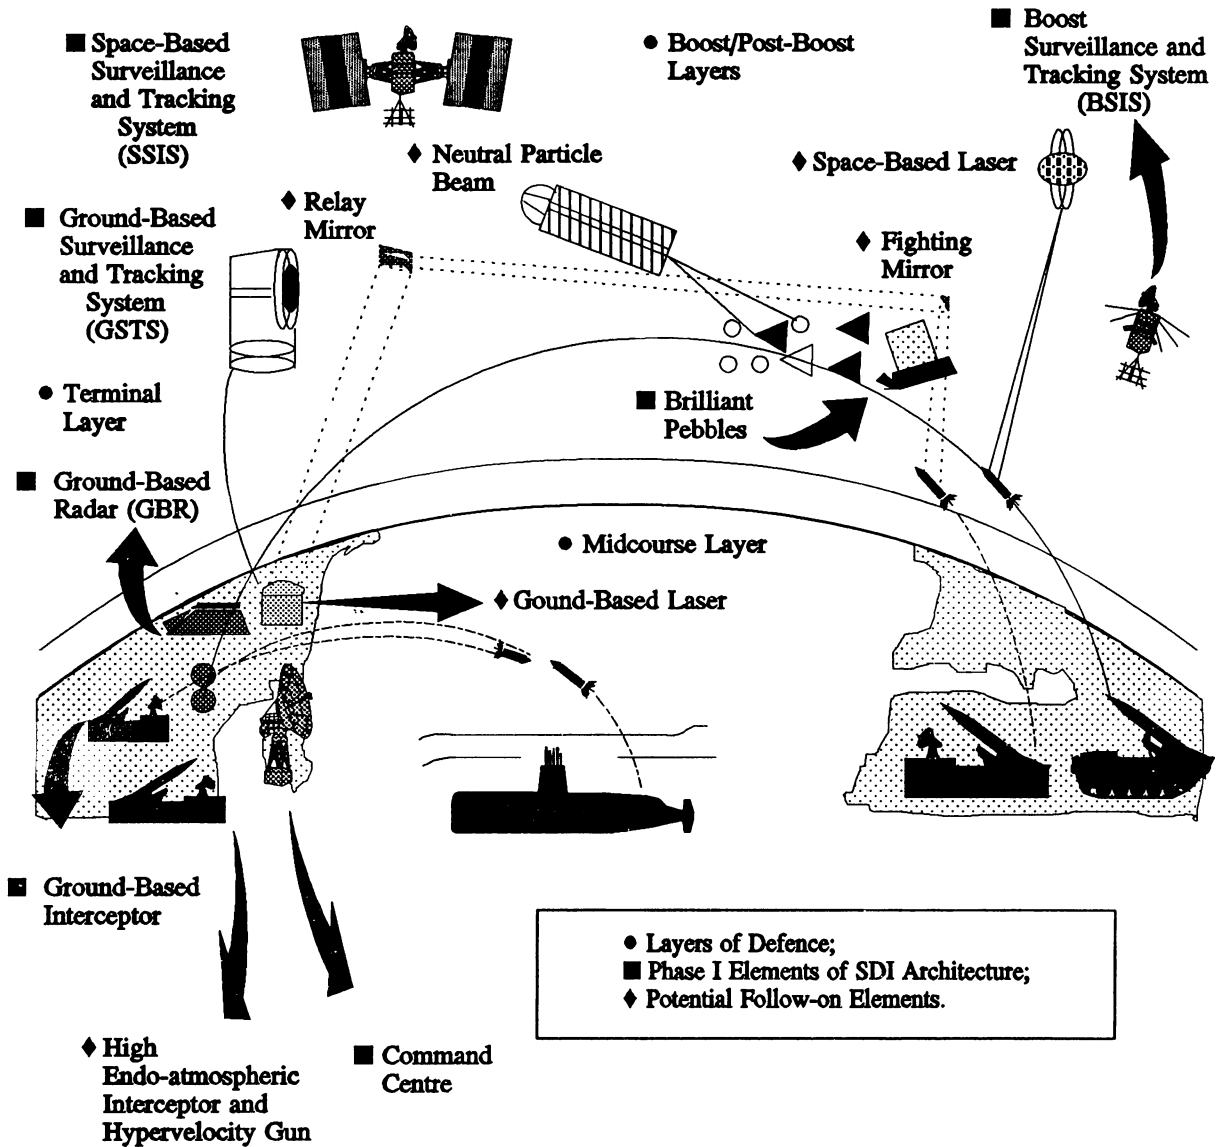 ■ Space-Based
Surveillance
and Tracking
System
(SSIS)
● Boost/Post-Boost
Layers
■ Boost
Surveillance and
Tracking System
(BSIS)
♦ Neutral Particle
Beam
♦ Space-Based Laser
♦ Relay
Mirror
■ Ground-Based
Surveillance
and Tracking
System
(GSTS)
♦ Fighting
Mirror
● Terminal
Layer
■ Brilliant
Pebbles
■ Ground-Based
Radar (GBR)
● Midcourse Layer
♦ Gound-Based Laser
■ Ground-Based
Interceptor
● Layers of Defence;
■ Phase I Elements of SDI Architecture;
♦ Potential Follow-on Elements.
♦ High
Endo-atmospheric
Interceptor and
Hypervelocity Gun
■ Command
Centre